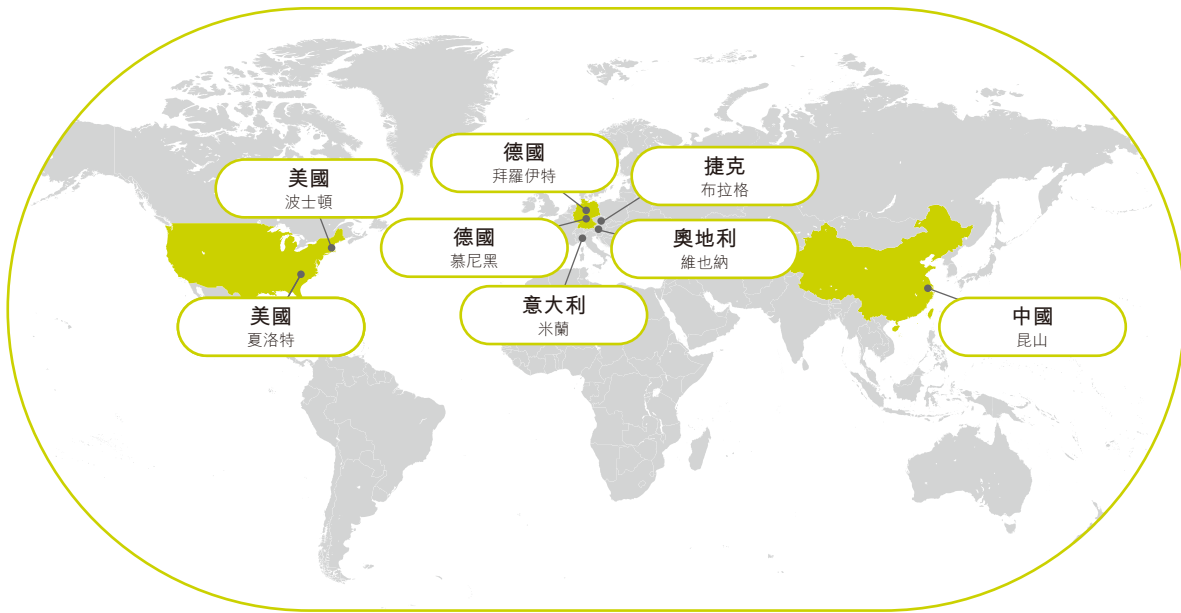 德國
拜羅伊特
捷克
布拉格
美國
波士頓
德國
慕尼黑
奧地利
維也納
意大利
米蘭
美國
夏洛特
中國
昆山